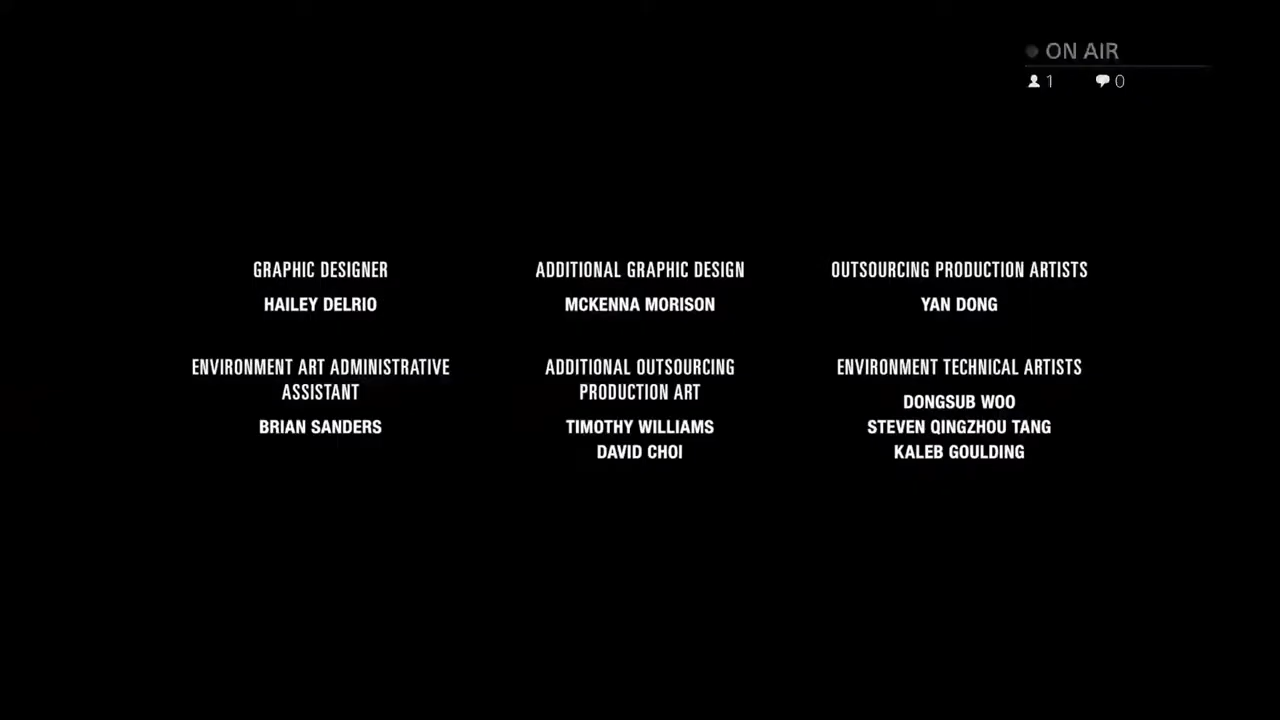 ON AIR
1 0
GRAPHIC DESIGNER
HAILEY DELRIO
ADDITIONAL GRAPHIC DESIGN
MCKENNA MORISON
OUTSOURCING PRODUCTION ARTISTS
YAN DONG
ENVIRONMENT ART ADMINISTRATIVE
ASSISTANT
BRIAN SANDERS
ADDITIONAL OUTSOURCING
PRODUCTION ART
TIMOTHY WILLIAMS
DAVID CHOI
ENVIRONMENT TECHNICAL ARTISTS
DONGSUB WOO
STEVEN QINGZHOU TANG
KALEB GOULDING